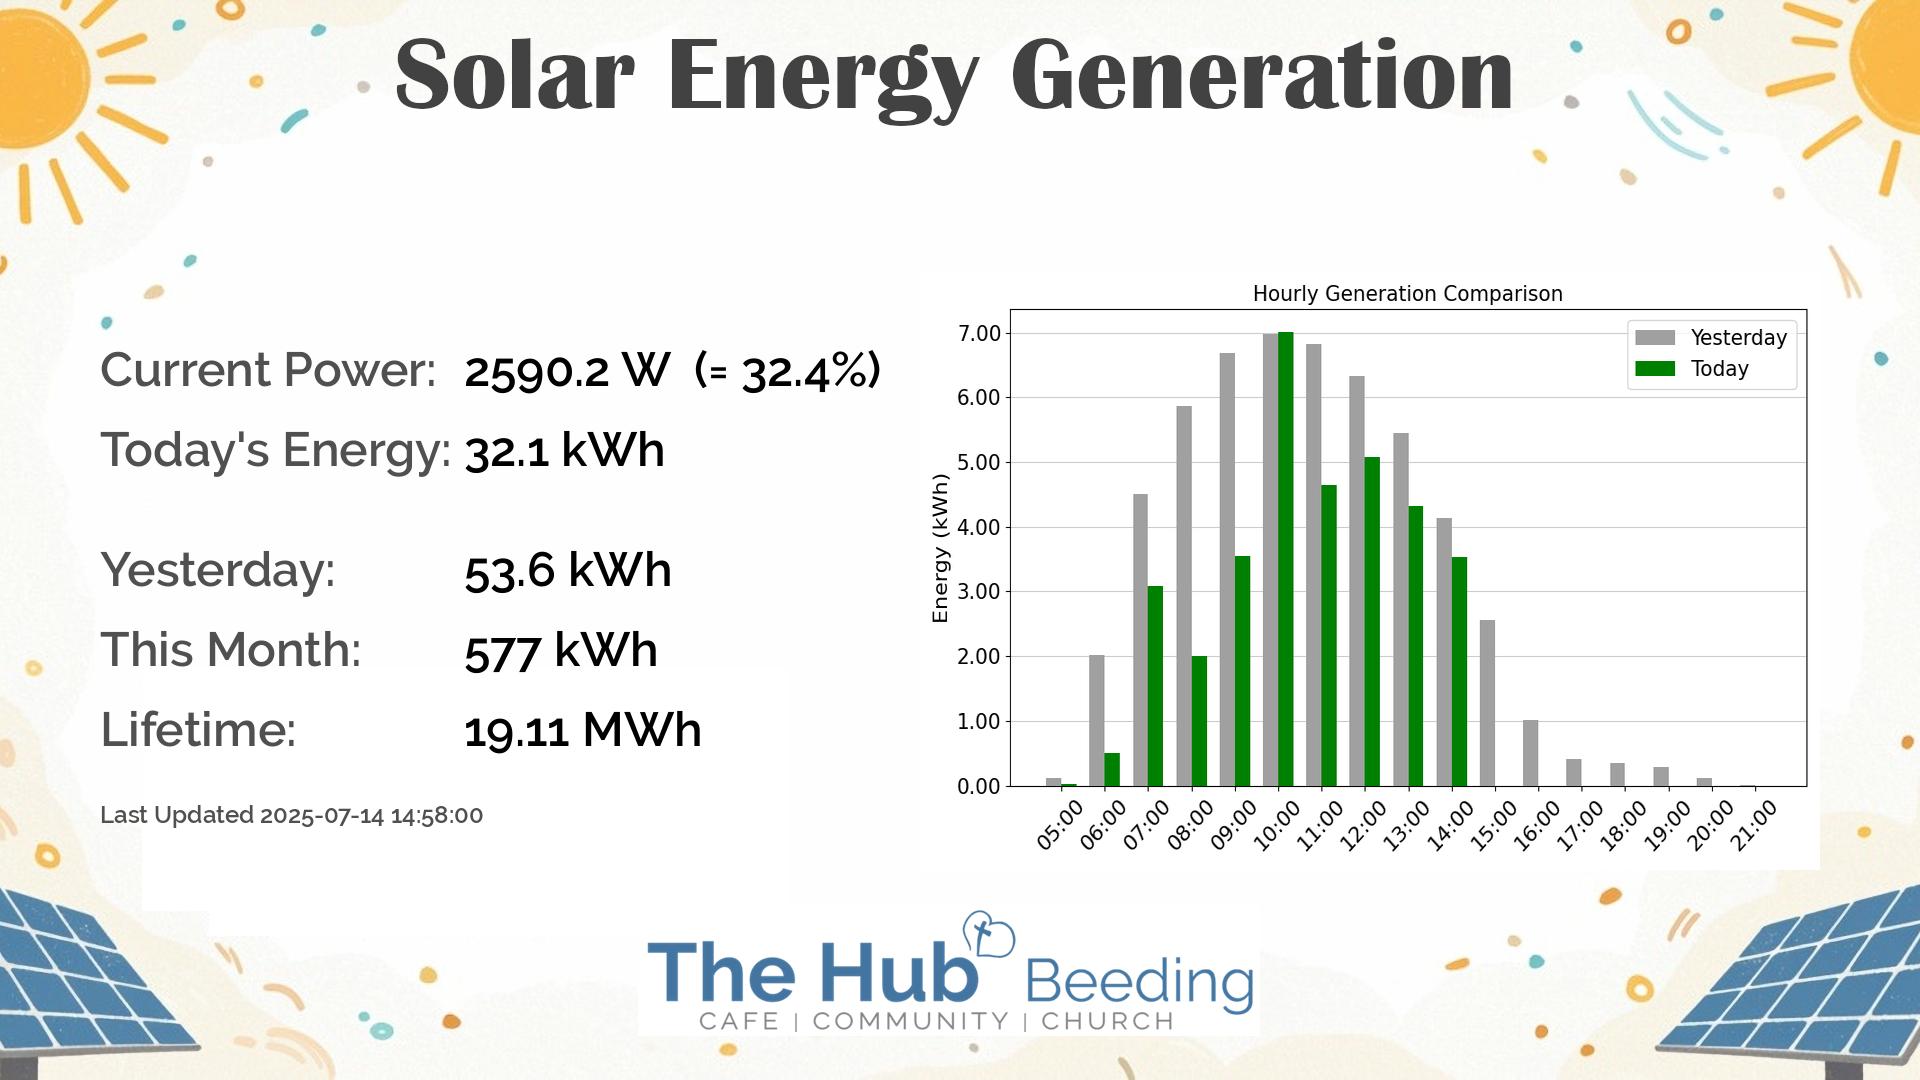 Solar Energy Generation
Current Power: 2590.2 W (= 32.4%)
Today's Energy: 32.1 kWh
Yesterday: 53.6 kWh
This Month: 577 kWh
Lifetime: 19.11 MWh
Last Updated 2025-07-14 14:58:00
Hourly Generation Comparison
Yesterday
Today
Energy (kWh)
7.00
6.00
5.00
4.00
3.00
2.00
1.00
0.00
05:00 06:00 07:00 08:00 09:00 10:00 11:00 12:00 13:00 14:00 15:00 16:00 17:00 18:00 19:00 20:00 21:00
The Hub Beeding
CAFE | COMMUNITY | CHURCH